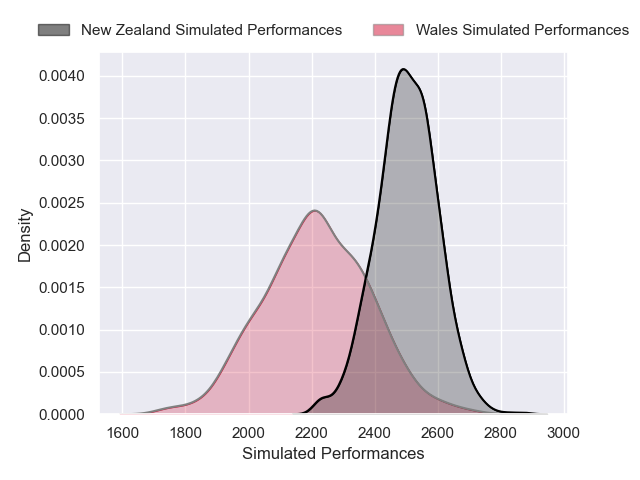 New Zealand Simulated Performances
Wales Simulated Performances
0.0040
0.0035
0.0030
0.0025
0.0020
0.0015
0.0010
0.0005
0.0000
Density
1600 1800 2000 2200 2400 2600 2800 3000
Simulated Performances